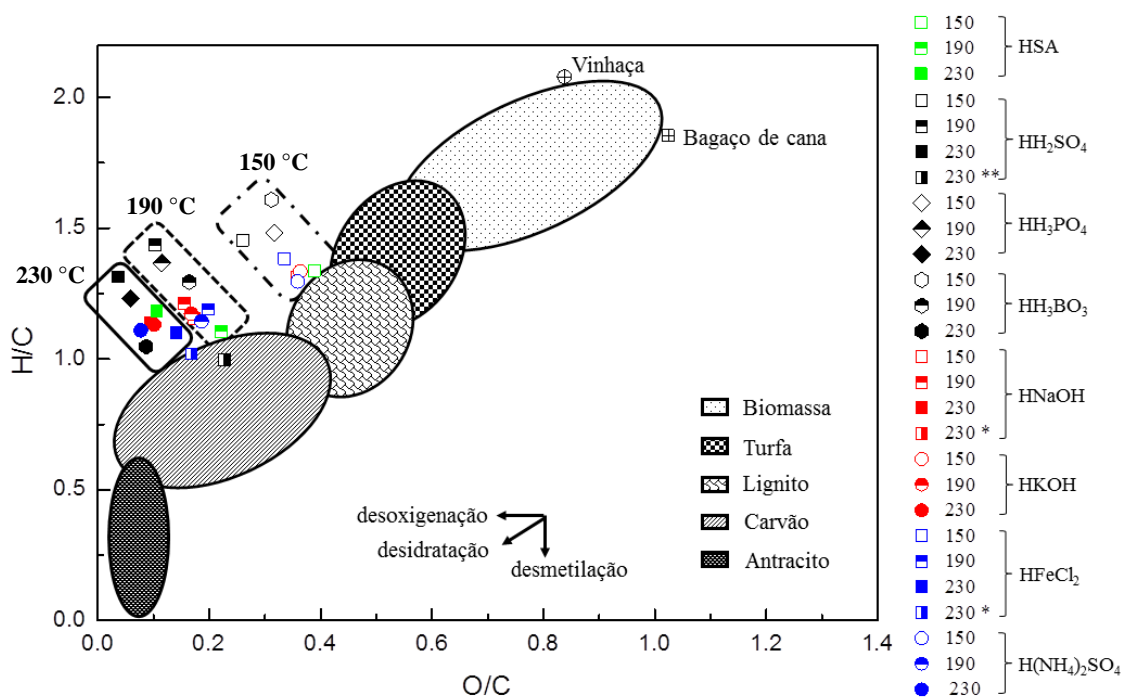 Vinhaça
Bagaço de cana
150 °C
190 °C
230 °C
H/C
2.0
1.5
1.0
0.5
0.0
0.0
0.2
0.4
0.6
0.8
1.0
1.2
1.4
O/C
desoxigenação
desidratação
desmetilação
Biomassa
Turfa
Lignito
Carvão
Antracito
150
190
230
HSA
150
190
230
230 **
HH₂SO₄
150
190
230
HH₃PO₄
150
190
230
HH₃BO₃
150
190
230
230 *
HNaOH
150
190
230
HKOH
150
190
230
230 *
HFeCl₂
150
190
230
H(NH₄)₂SO₄